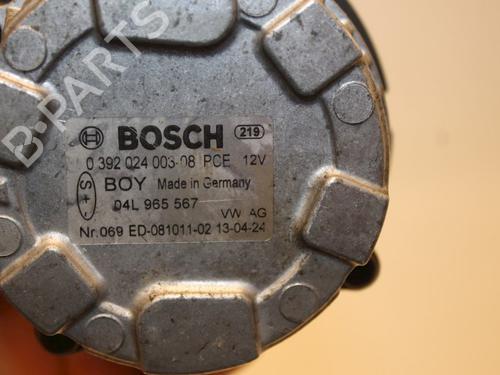 B-PARTS
BOSCH 219
0 392 024 003-08 PCE 12V
S + - BOY Made in Germany
04L 965 567 VW AG
Nr.069 ED-081011-02 13-04-24